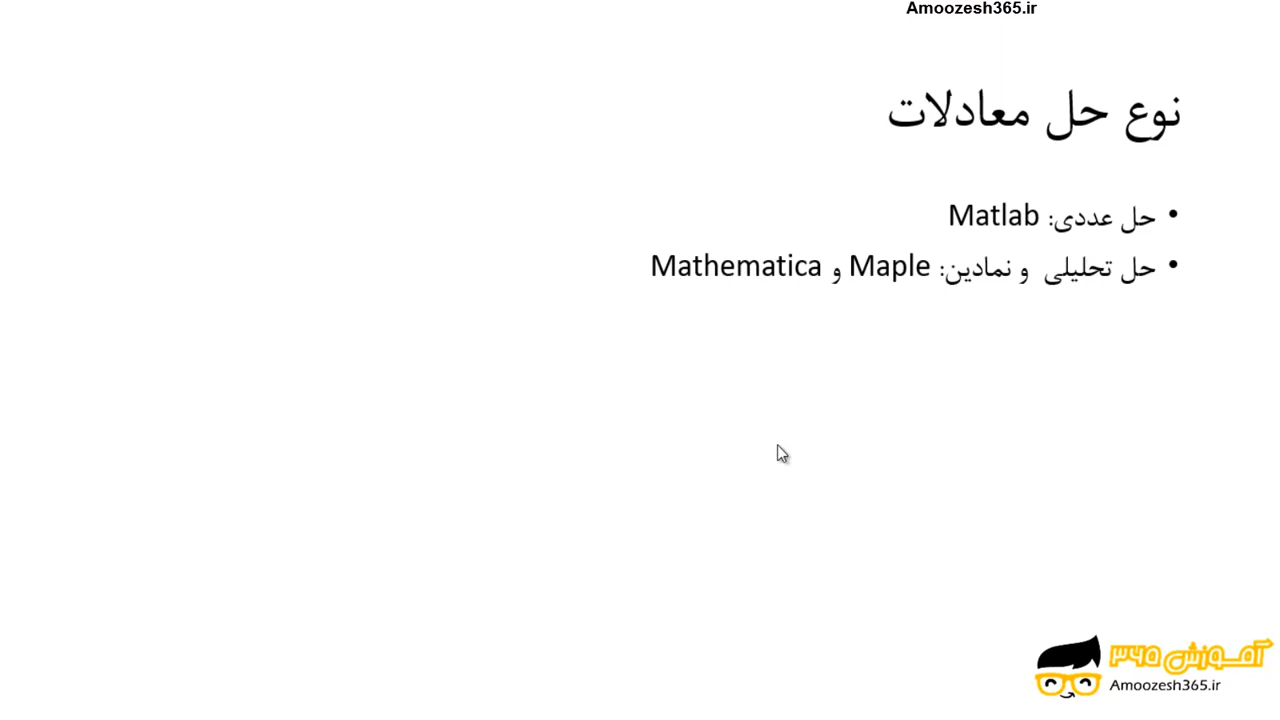 Amoozesh365.ir
نوع حل معادلات
• حل عددی: Matlab
• حل تحلیلی و نمادین: Maple و Mathematica
آموزش ۳۶۵
Amoozesh365.ir